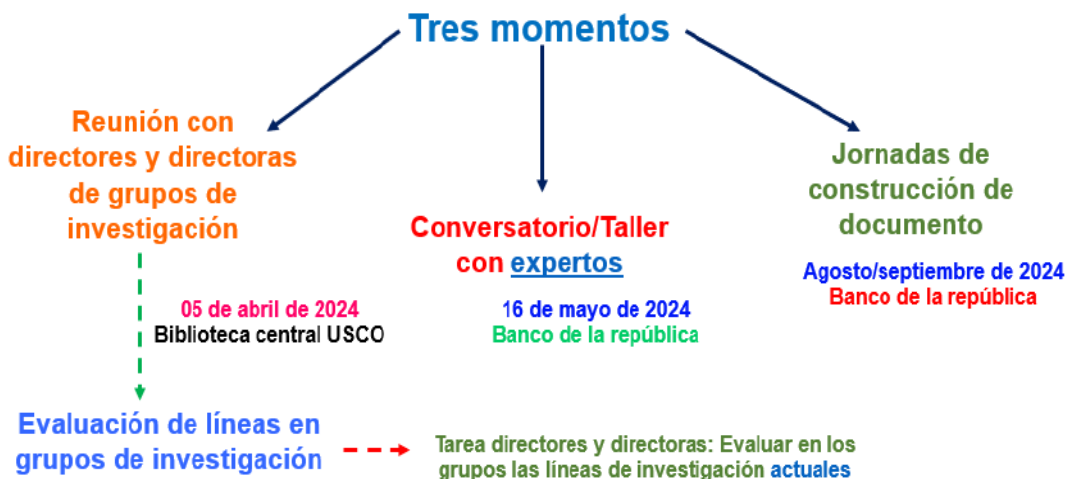 Tres momentos
Reunión con
directores y directoras
de grupos de
investigación
05 de abril de 2024
Biblioteca central USCO
Conversatorio/Taller
con expertos
16 de mayo de 2024
Banco de la república
Jornadas de
construcción de
documento
Agosto/septiembre de 2024
Banco de la república
Evaluación de líneas en
grupos de investigación
Tarea directores y directoras: Evaluar en los
grupos las líneas de investigación actuales